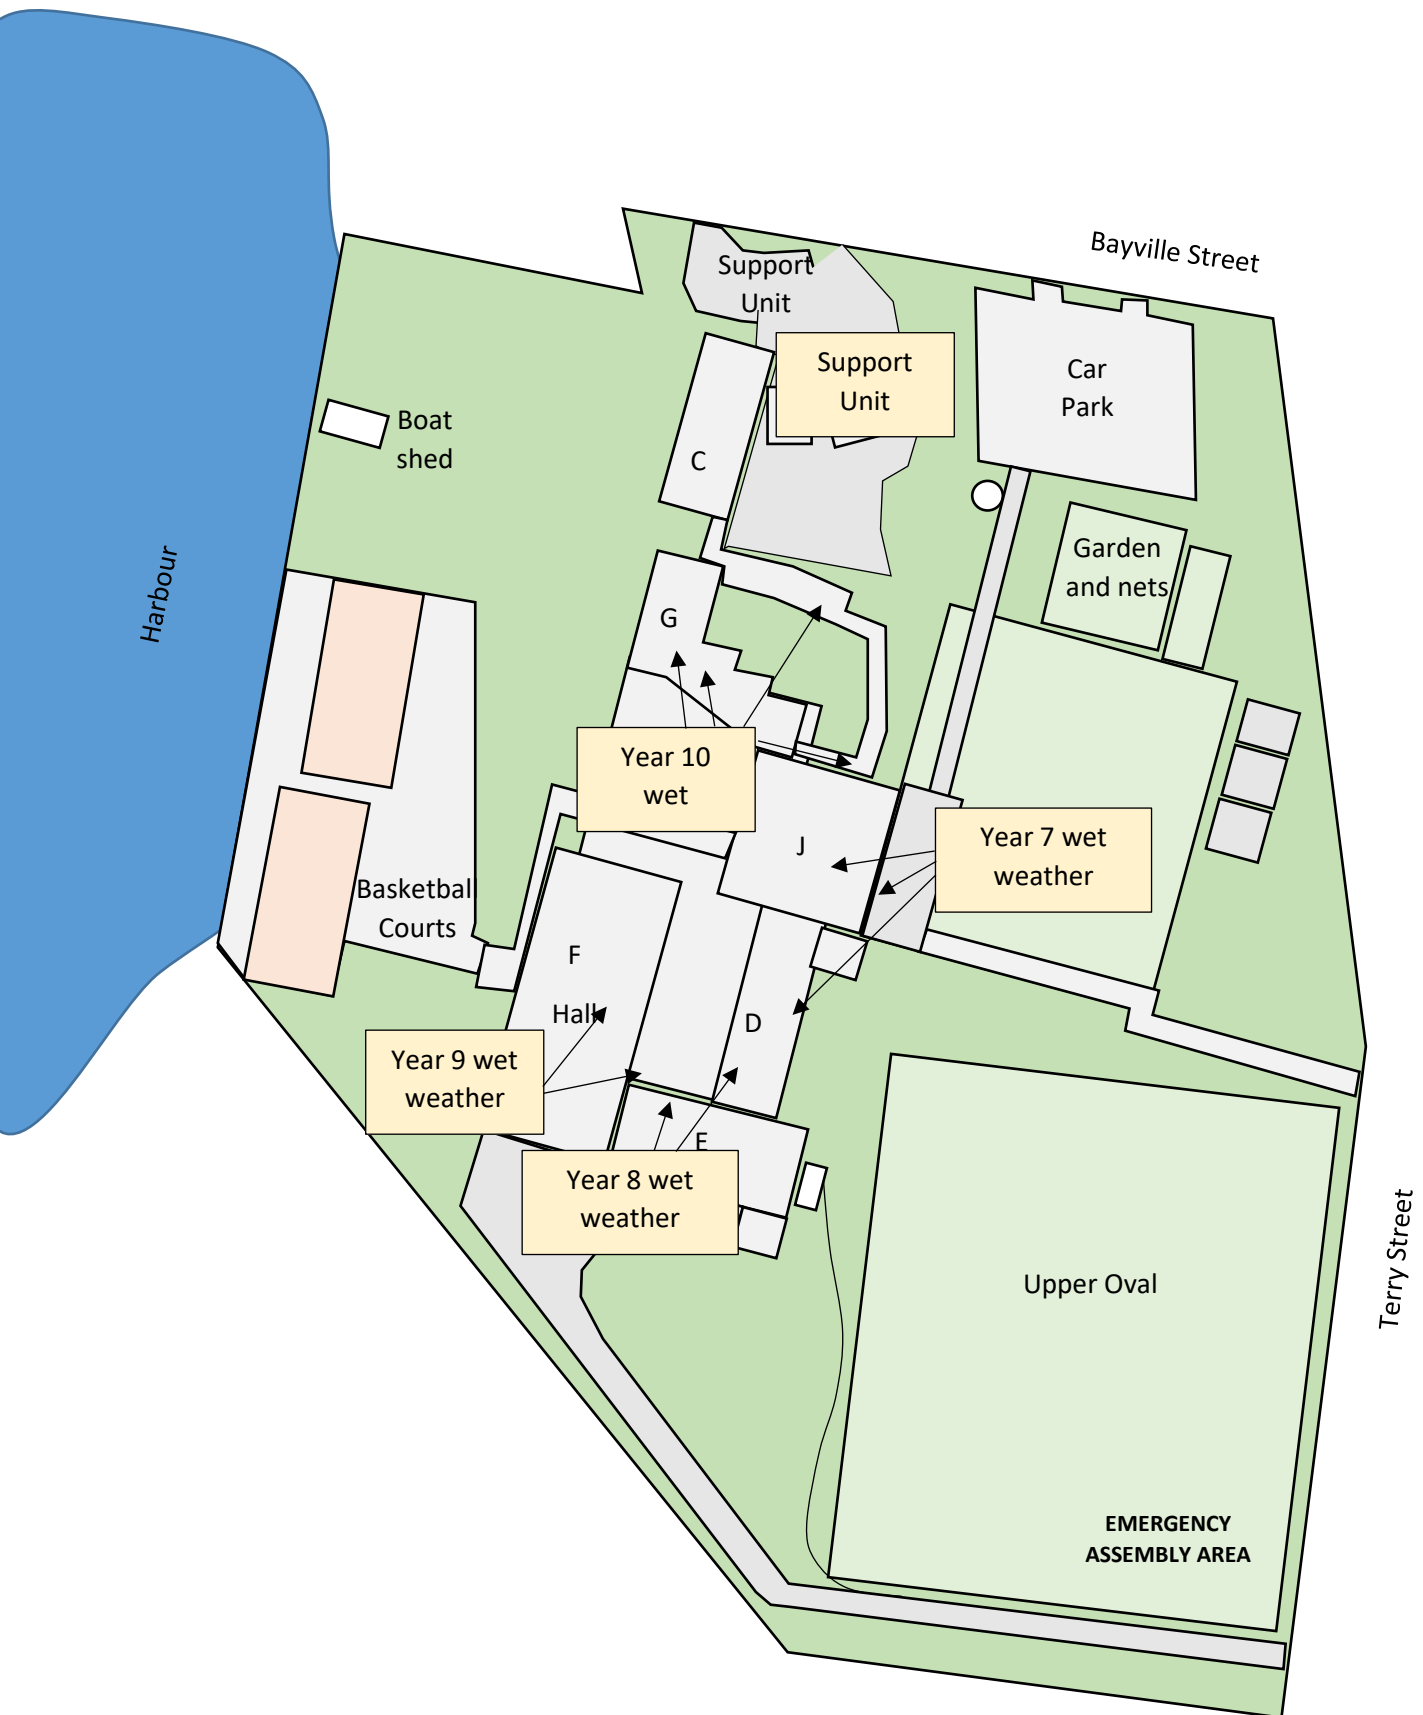 Bayville Street
Support
Unit
Support
Unit
Car
Park
Boat
shed
C
Garden
and nets
Harbour
G
Year 10
wet
J
Year 7 wet
weather
Basketball
Courts
F
Hall
D
Year 9 wet
weather
E
Year 8 wet
weather
Terry Street
Upper Oval
EMERGENCY
ASSEMBLY AREA